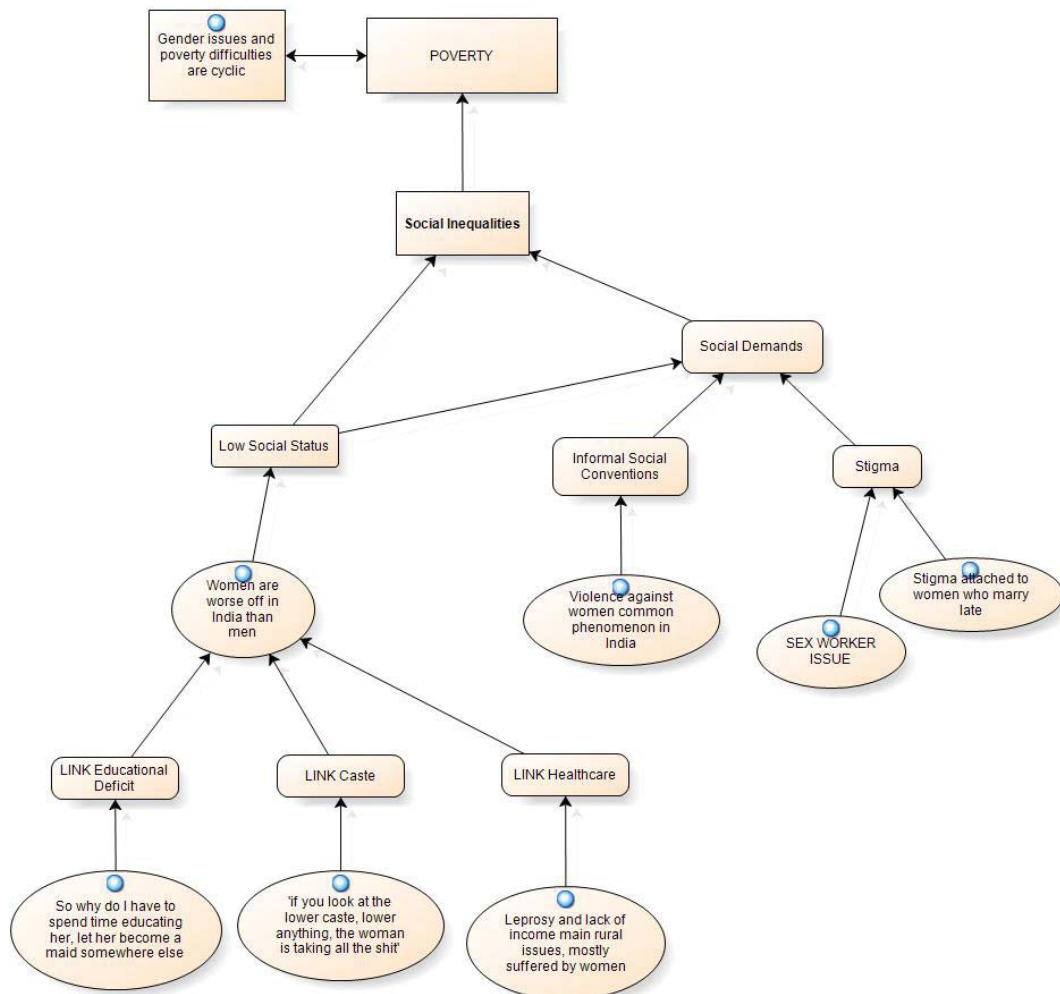 Gender issues and
poverty difficulties
are cyclic
POVERTY
Social Inequalities
Social Demands
Low Social Status
Informal Social
Conventions
Stigma
Women are
worse off in
India than
men
Violence against
women common
phenomenon in
India
SEX WORKER
ISSUE
Stigma attached to
women who marry
late
LINK Educational
Deficit
LINK Caste
LINK Healthcare
So why do I have to
spend time educating
her, let her become a
maid somewhere else
'if you look at the
lower caste, lower
anything, the woman
is taking all the shit'
Leprosy and lack of
income main rural
issues, mostly
suffered by women